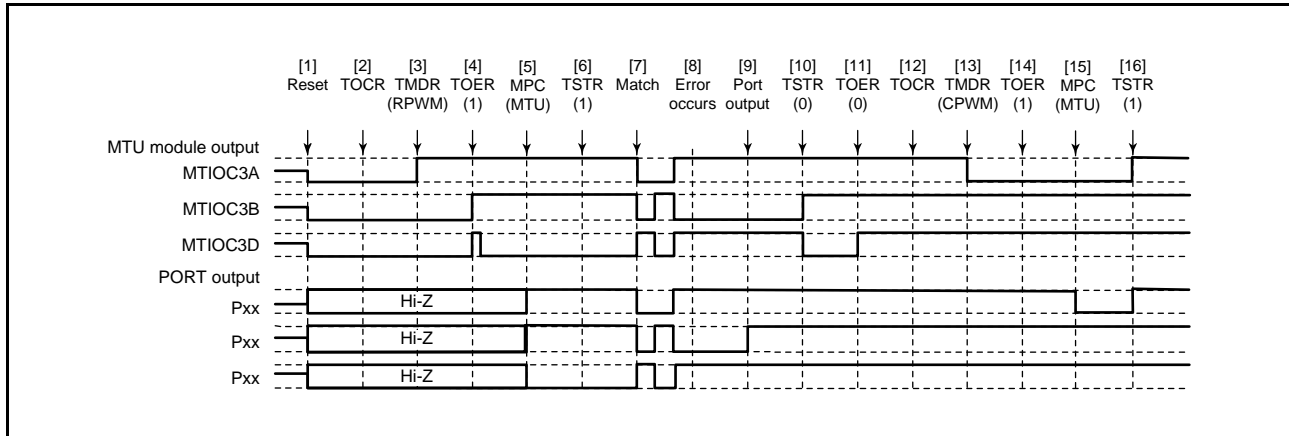 [1] [2] [3] [4] [5] [6] [7] [8] [9] [10] [11] [12] [13] [14] [15] [16]
Reset TOCR TMDR TOER MPC TSTR Match Error Port TSTR TOER TOCR TMDR TOER MPC TSTR
(RPWM) (1) (MTU) (1) occurs output (0) (0) (CPWM) (1) (MTU) (1)
MTU module output
MTIOC3A
MTIOC3B
MTIOC3D
PORT output
Pxx Hi-Z
Pxx Hi-Z
Pxx Hi-Z